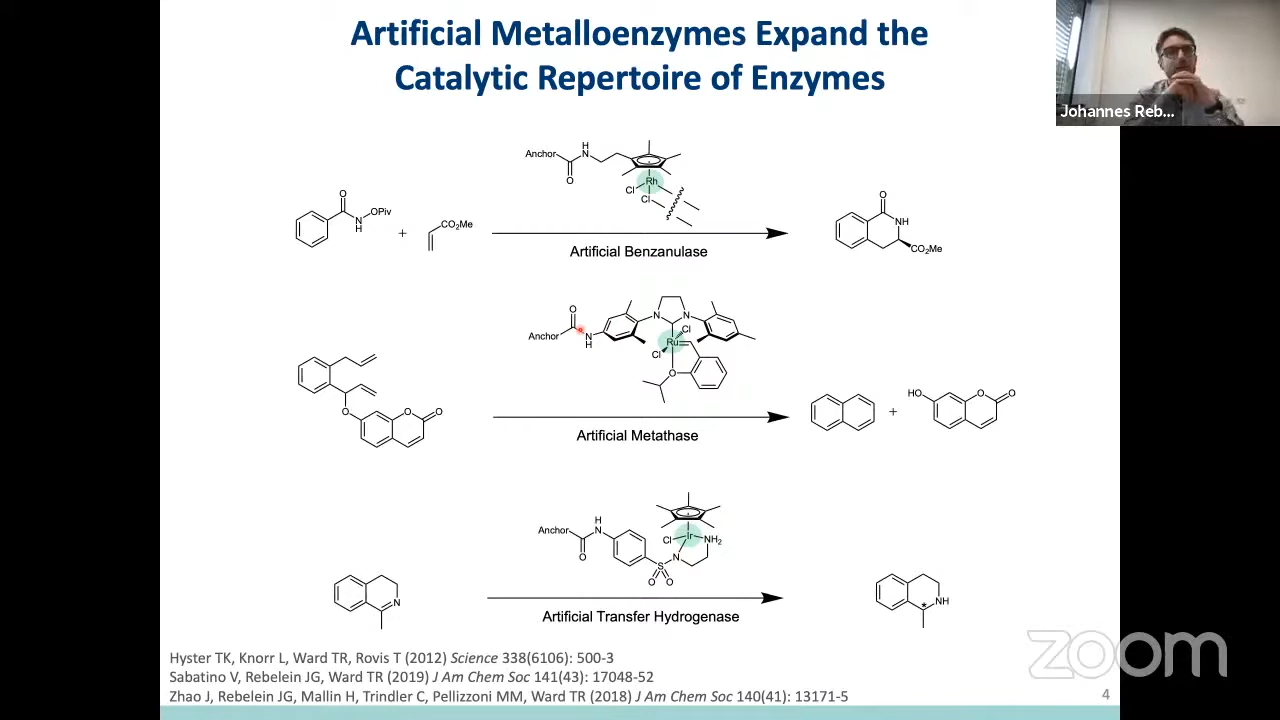 Artificial Metalloenzymes Expand the
Catalytic Repertoire of Enzymes
Johannes Reb...
Anchor
H
N
O
Rh
Cl
Cl
O
N
H
OPiv
+
CO2Me
Artificial Benzanulase
O
NH
CO2Me
O
Anchor
N
H
N
N
Cl
Ru
Cl
O
O
O
O
Artificial Metathase
+
HO
O
O
Anchor
H
N
O
S
O
O
Cl
Ir
NH2
N
N
Artificial Transfer Hydrogenase
NH
*
Hyster TK, Knorr L, Ward TR, Rovis T (2012) Science 338(6106): 500-3
Sabatino V, Rebelein JG, Ward TR (2019) J Am Chem Soc 141(43): 17048-52
Zhao J, Rebelein JG, Mallin H, Trindler C, Pellizzoni MM, Ward TR (2018) J Am Chem Soc 140(41): 13171-5
4
zoom